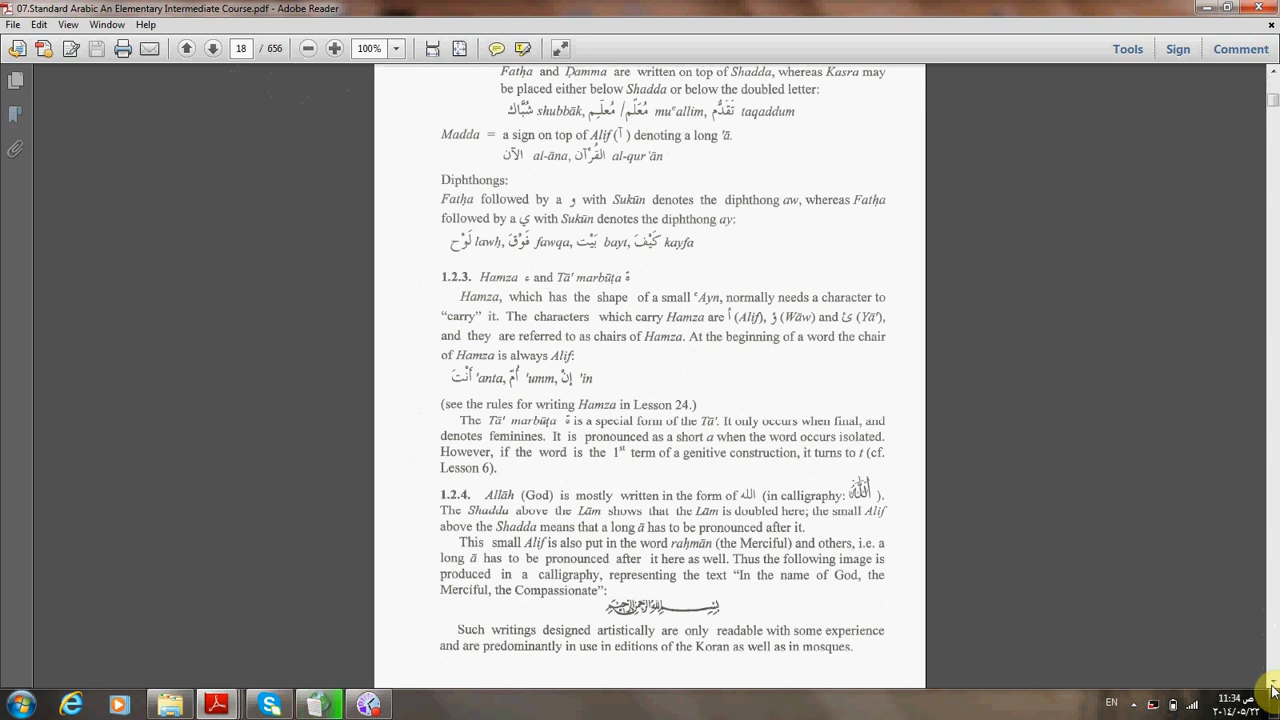 07.Standard Arabic An Elementary Intermediate Course.pdf - Adobe Reader
File Edit View Window Help
18 / 656 100% Tools Sign Comment
Fatḥa and Ḍamma are written on top of Shadda, whereas Kasra may
be placed either below Shadda or below the doubled letter:
شُبَّاك shubbāk, مُعَلِّم / مُعلِّم muʿallim, تَقَدُّم taqaddum
Madda = a sign on top of Alif (آ) denoting a long 'ā.
الآن al-āna, القُرْآن al-qur'ān
Diphthongs:
Fatḥa followed by a و with Sukūn denotes the diphthong aw, whereas Fatḥa
followed by a ي with Sukūn denotes the diphthong ay:
لَوْح lawḥ, فَوْقَ fawqa, بَيْت bayt, كَيْفَ kayfa
1.2.3. Hamza ء and Tā' marbūṭa ة
Hamza, which has the shape of a small ʿAyn, normally needs a character to
“carry” it. The characters which carry Hamza are أ (Alif), ؤ (Wāw) and ئ (Yā'),
and they are referred to as chairs of Hamza. At the beginning of a word the chair
of Hamza is always Alif:
أَنْتَ 'anta, أُمّ 'umm, إِنْ 'in
(see the rules for writing Hamza in Lesson 24.)
The Tā' marbūṭa ة is a special form of the Tā'. It only occurs when final, and
denotes feminines. It is pronounced as a short a when the word occurs isolated.
However, if the word is the 1st term of a genitive construction, it turns to t (cf.
Lesson 6).
1.2.4. Allāh (God) is mostly written in the form of الله (in calligraphy: اللّٰه ).
The Shadda above the Lām shows that the Lām is doubled here; the small Alif
above the Shadda means that a long ā has to be pronounced after it.
This small Alif is also put in the word raḥmān (the Merciful) and others, i.e. a
long ā has to be pronounced after it here as well. Thus the following image is
produced in a calligraphy, representing the text “In the name of God, the
Merciful, the Compassionate”:
بِسْمِ اللهِ الرَّحْمٰنِ الرَّحِيمِ
Such writings designed artistically are only readable with some experience
and are predominantly in use in editions of the Koran as well as in mosques.
EN 11:34 ص
٢٠١٤/٠٥/٢٢